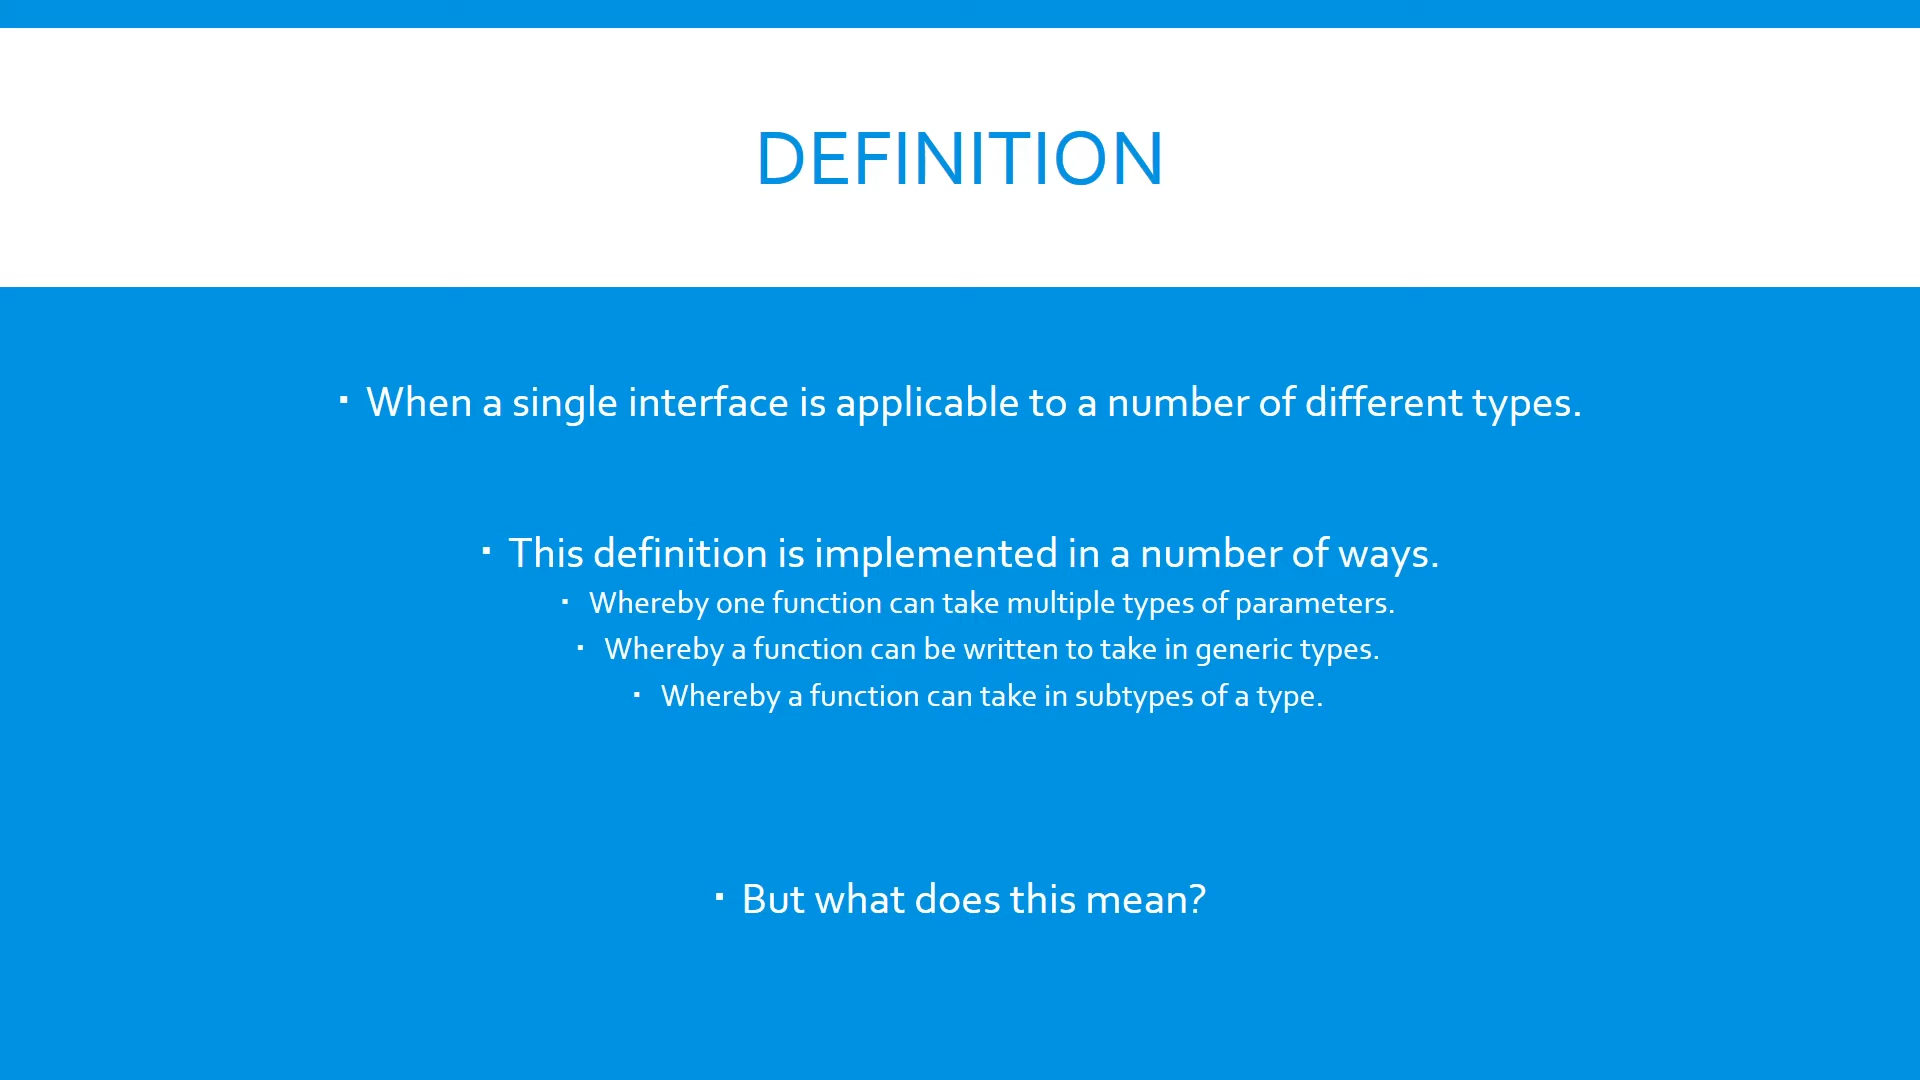 DEFINITION
▪ When a single interface is applicable to a number of different types.
▪ This definition is implemented in a number of ways.
▪ Whereby one function can take multiple types of parameters.
▪ Whereby a function can be written to take in generic types.
▪ Whereby a function can take in subtypes of a type.
▪ But what does this mean?